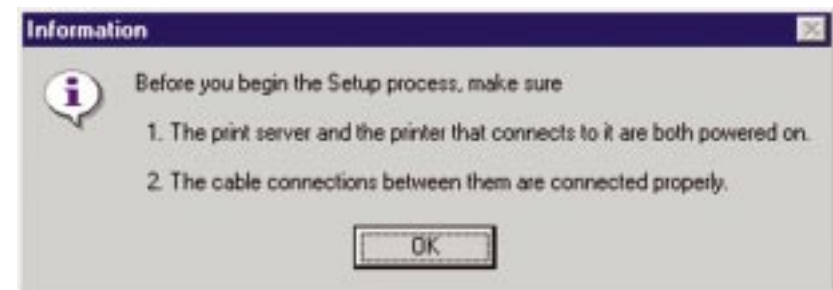 Information
Before you begin the Setup process, make sure
1. The print server and the printer that connects to it are both powered on.
2. The cable connections between them are connected properly.
OK